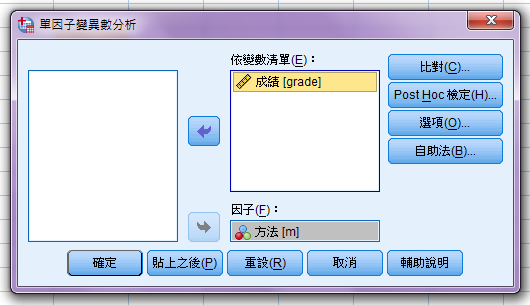 單因子變異數分析
依變數清單(E)：
成績 [grade]
因子(F)：
方法 [m]
比對(C)...
Post Hoc 檢定(H)...
選項(O)...
自助法(B)...
確定
貼上之後(P)
重設(R)
取消
輔助說明